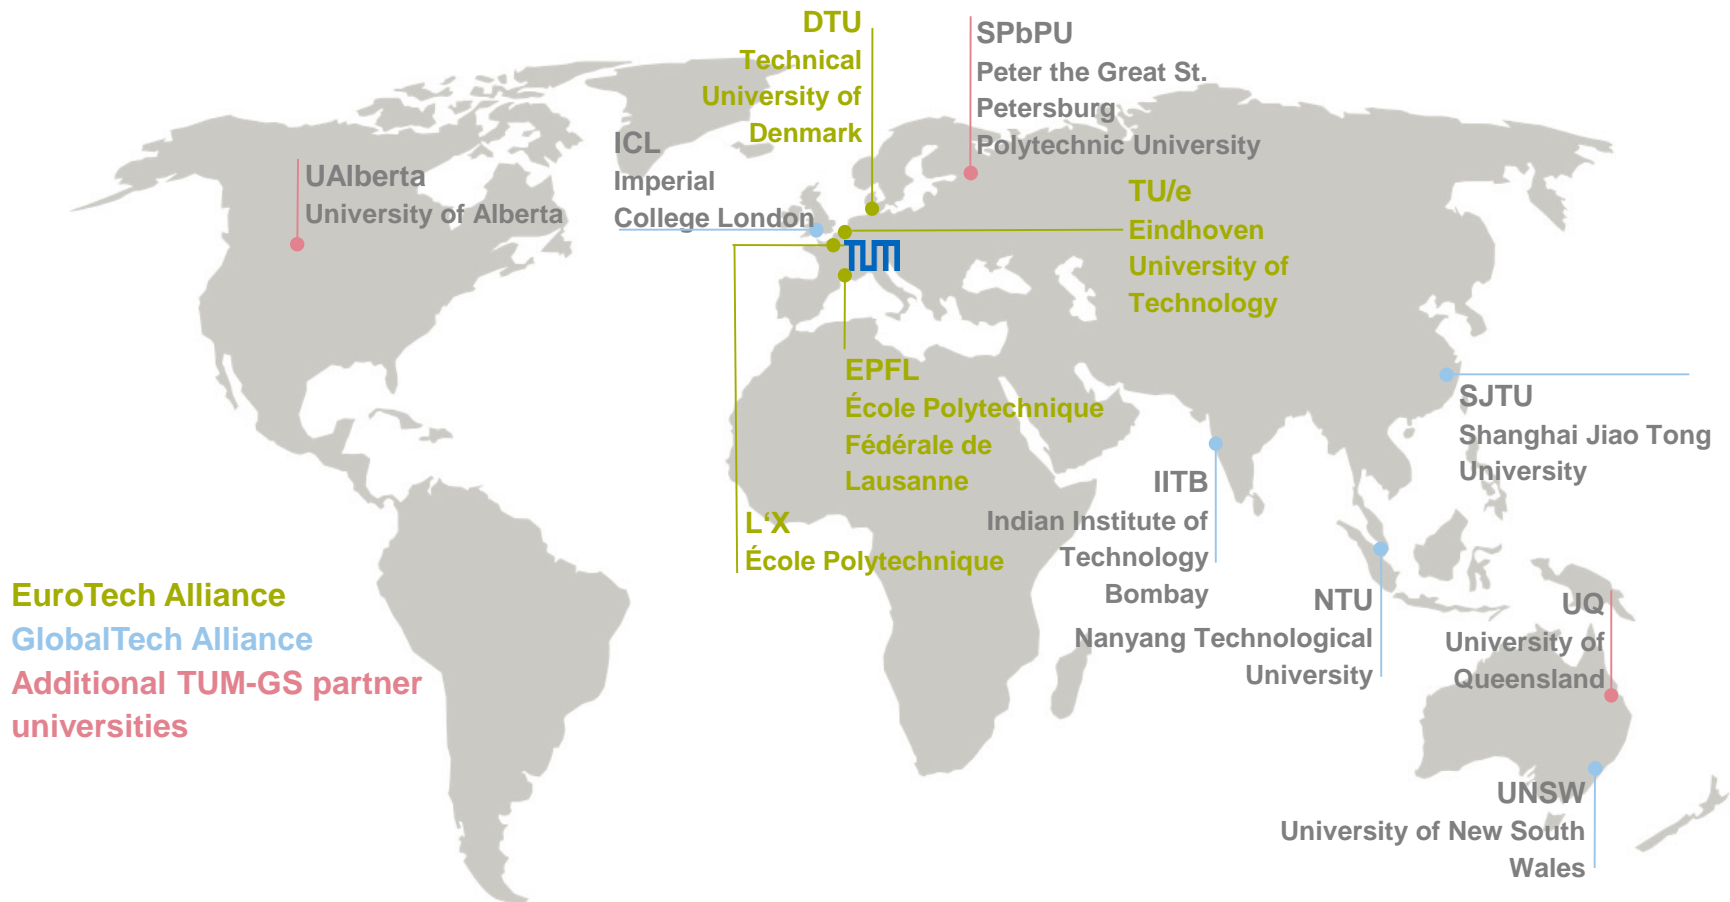 DTU
Technical
University of
Denmark
SPbPU
Peter the Great St.
Petersburg
Polytechnic University
ICL
Imperial
College London
UAlberta
University of Alberta
TU/e
Eindhoven
University of
Technology
TUM
EPFL
École Polytechnique
Fédérale de
Lausanne
L‘X
École Polytechnique
SJTU
Shanghai Jiao Tong
University
IITB
Indian Institute of
Technology
Bombay
NTU
Nanyang Technological
University
UQ
University of
Queensland
UNSW
University of New South
Wales
EuroTech Alliance
GlobalTech Alliance
Additional TUM-GS partner
universities